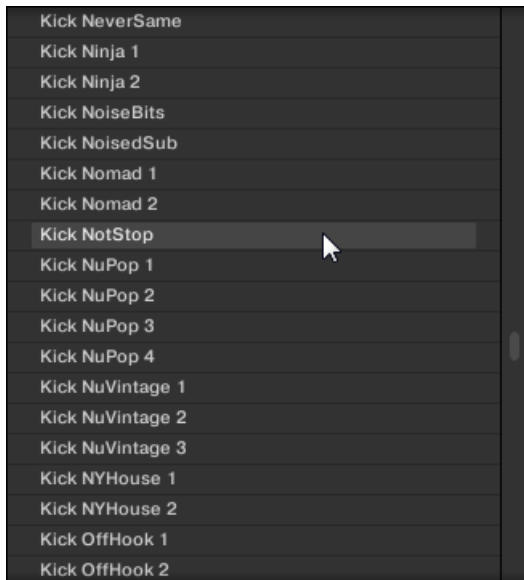 Kick NeverSame
Kick Ninja 1
Kick Ninja 2
Kick NoiseBits
Kick NoisedSub
Kick Nomad 1
Kick Nomad 2
Kick NotStop
Kick NuPop 1
Kick NuPop 2
Kick NuPop 3
Kick NuPop 4
Kick NuVintage 1
Kick NuVintage 2
Kick NuVintage 3
Kick NYHouse 1
Kick NYHouse 2
Kick OffHook 1
Kick OffHook 2